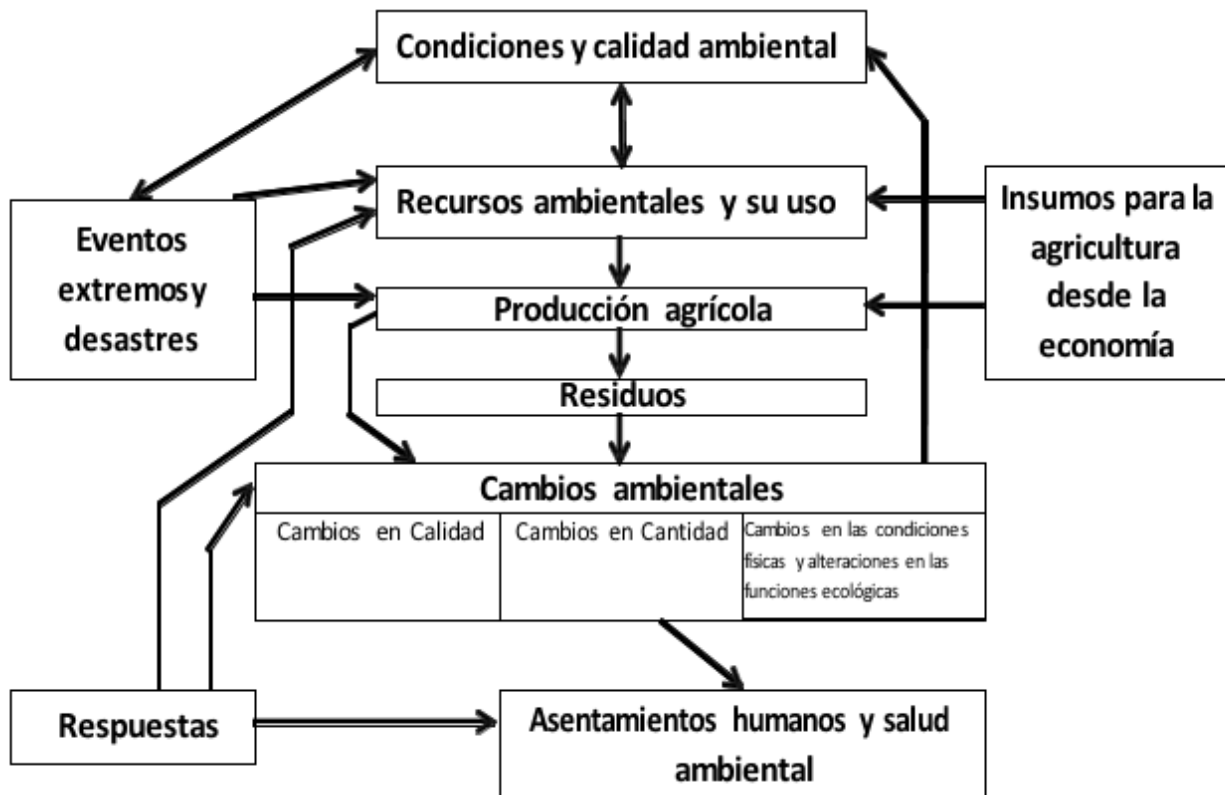 Condiciones y calidad ambiental
Recursos ambientales y su uso
Eventos
extremos y
desastres
Insumos para la
agricultura
desde la
economía
Producción agrícola
Residuos
Cambios ambientales
Cambios en Calidad
Cambios en Cantidad
Cambios en las condiciones
físicas y alteraciones en las
funciones ecológicas
Respuestas
Asentamientos humanos y salud
ambiental